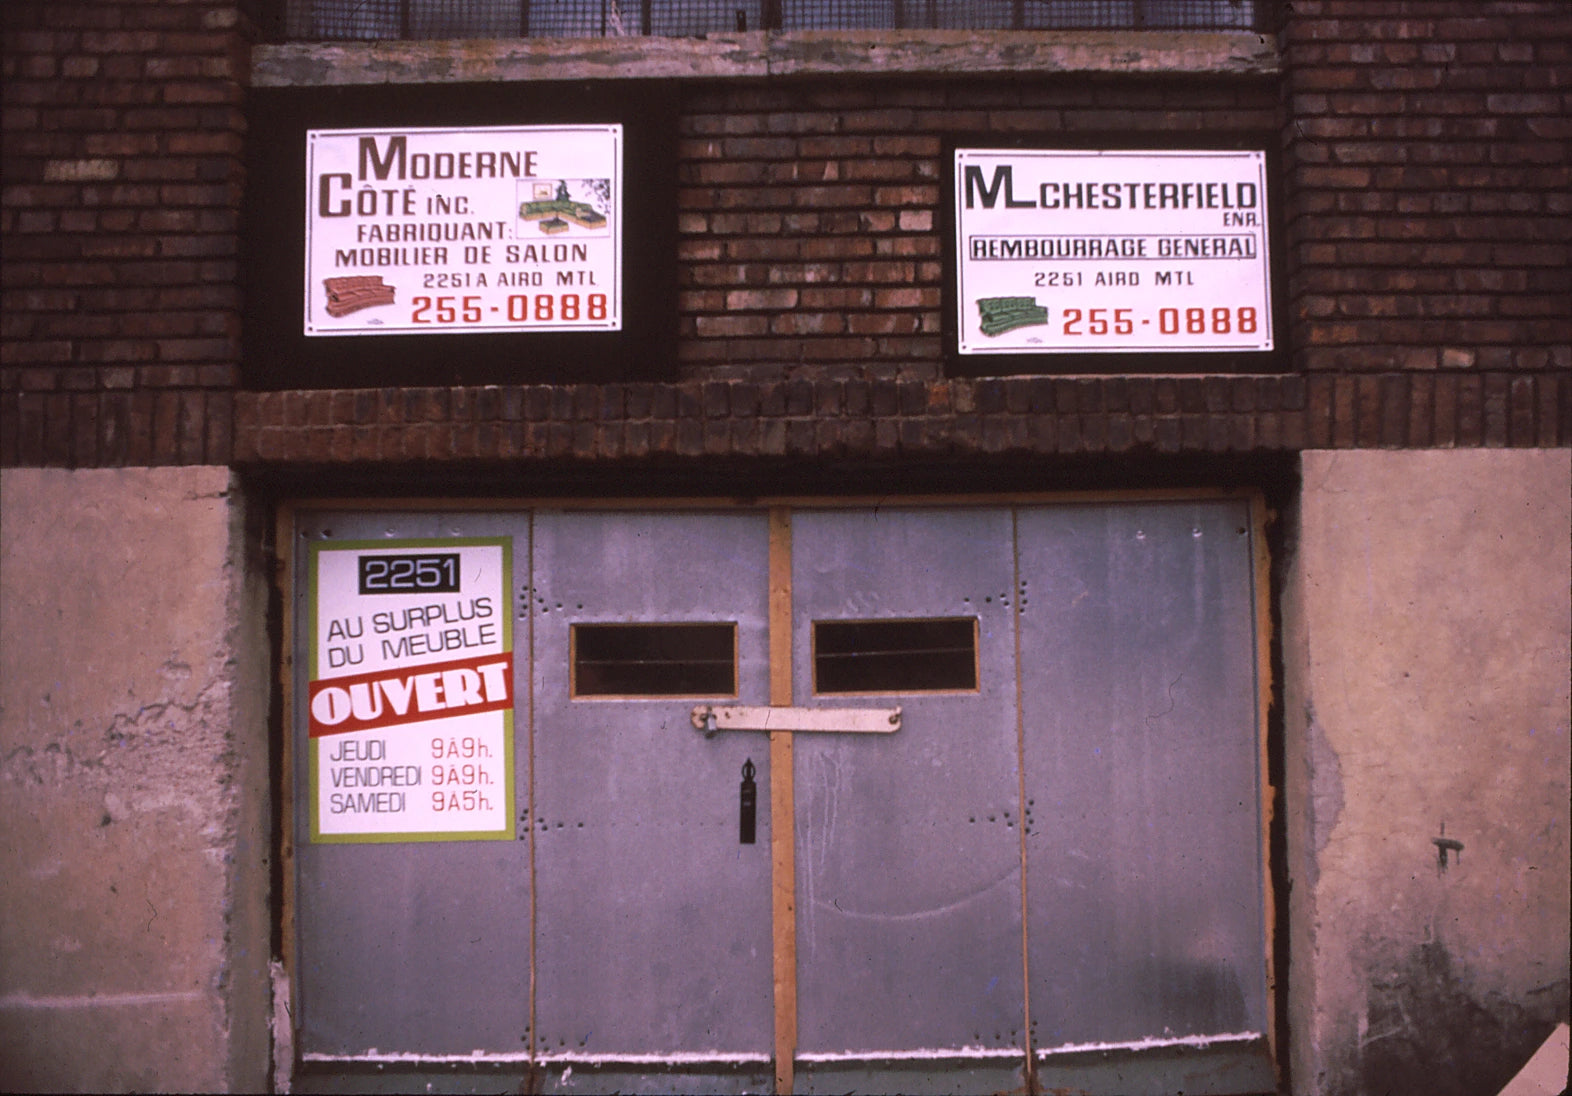 MODERNE
CÔTÉ INC.
FABRIQUANT:
MOBILIER DE SALON
2251A AIRD MTL
255-0888
ML CHESTERFIELD
ENR.
REMBOURRAGE GENERAL
2251 AIRD MTL
255-0888
2251
AU SURPLUS
DU MEUBLE
OUVERT
JEUDI 9À9h.
VENDREDI 9À9h.
SAMEDI 9À5h.